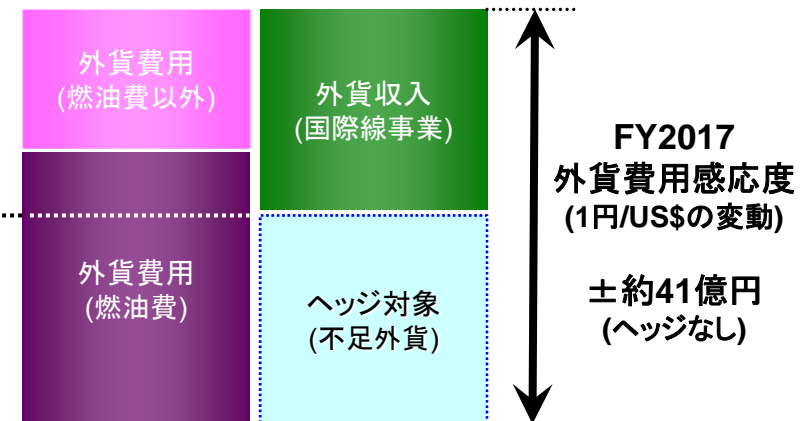 外貨費用
(燃油費以外)
外貨収入
(国際線事業)
外貨費用
(燃油費)
ヘッジ対象
(不足外貨)
FY2017
外貨費用感応度
(1円/US$の変動)
±約41億円
(ヘッジなし)